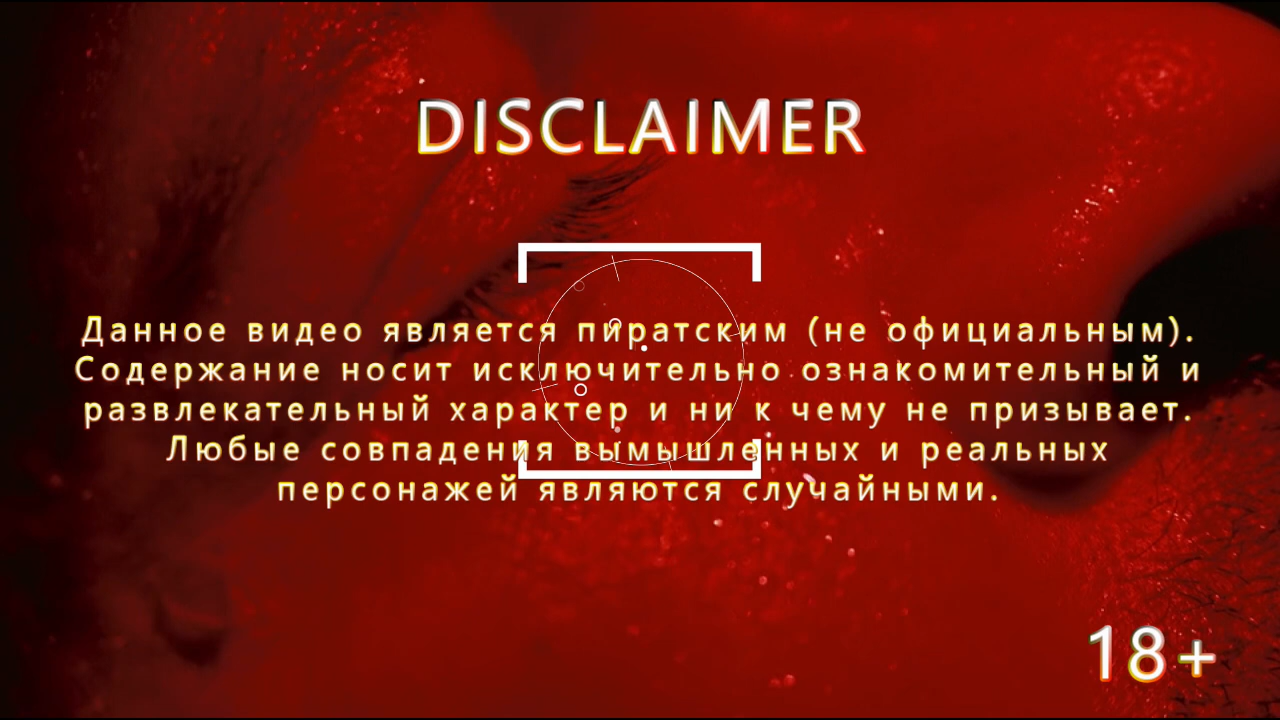 DISCLAIMER
Данное видео является пиратским (не официальным).
Содержание носит исключительно ознакомительный и
развлекательный характер и ни к чему не призывает.
Любые совпадения вымышленных и реальных
персонажей являются случайными.
18+